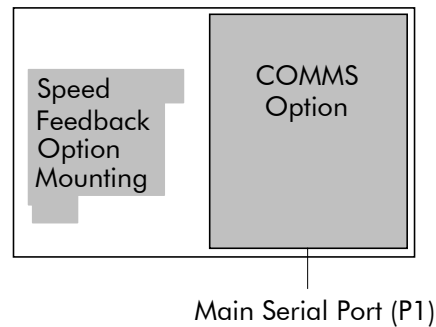 Speed
Feedback
Option
Mounting
COMMS
Option
Main Serial Port (P1)